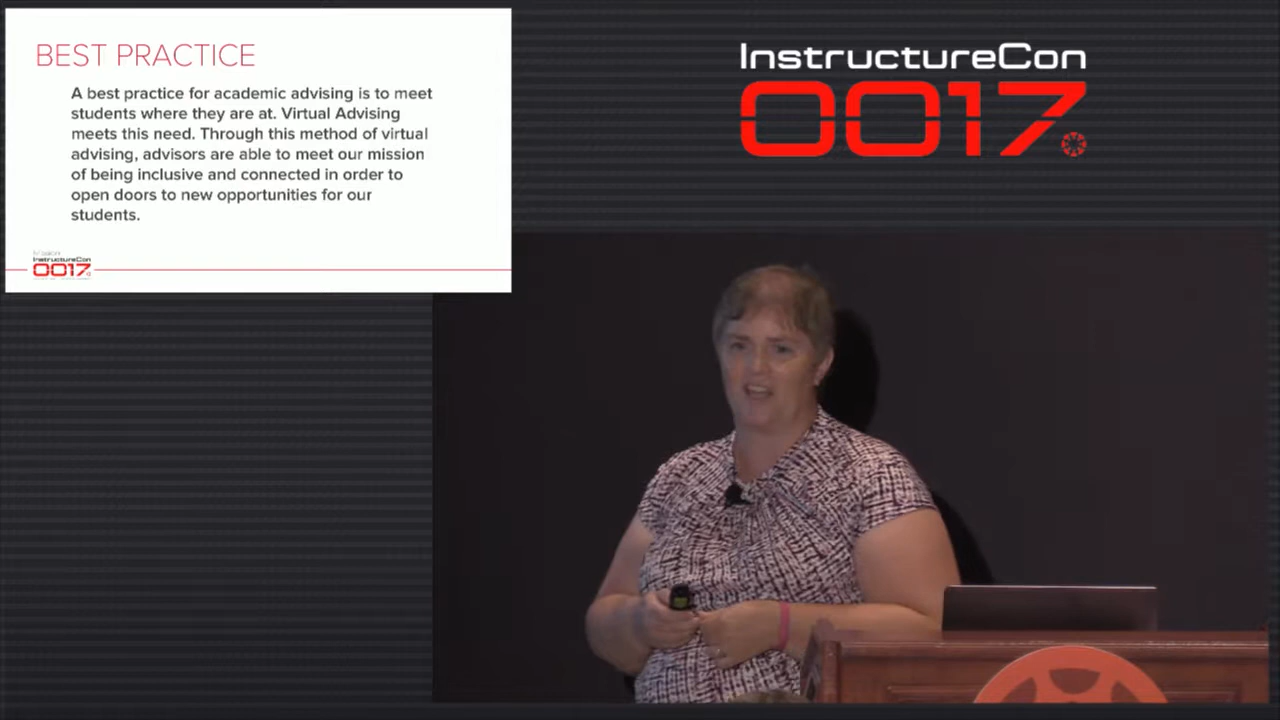 BEST PRACTICE
A best practice for academic advising is to meet
students where they are at. Virtual Advising
meets this need. Through this method of virtual
advising, advisors are able to meet our mission
of being inclusive and connected in order to
open doors to new opportunities for our
students.
InstructureCon
0017
InstructureCon
0017